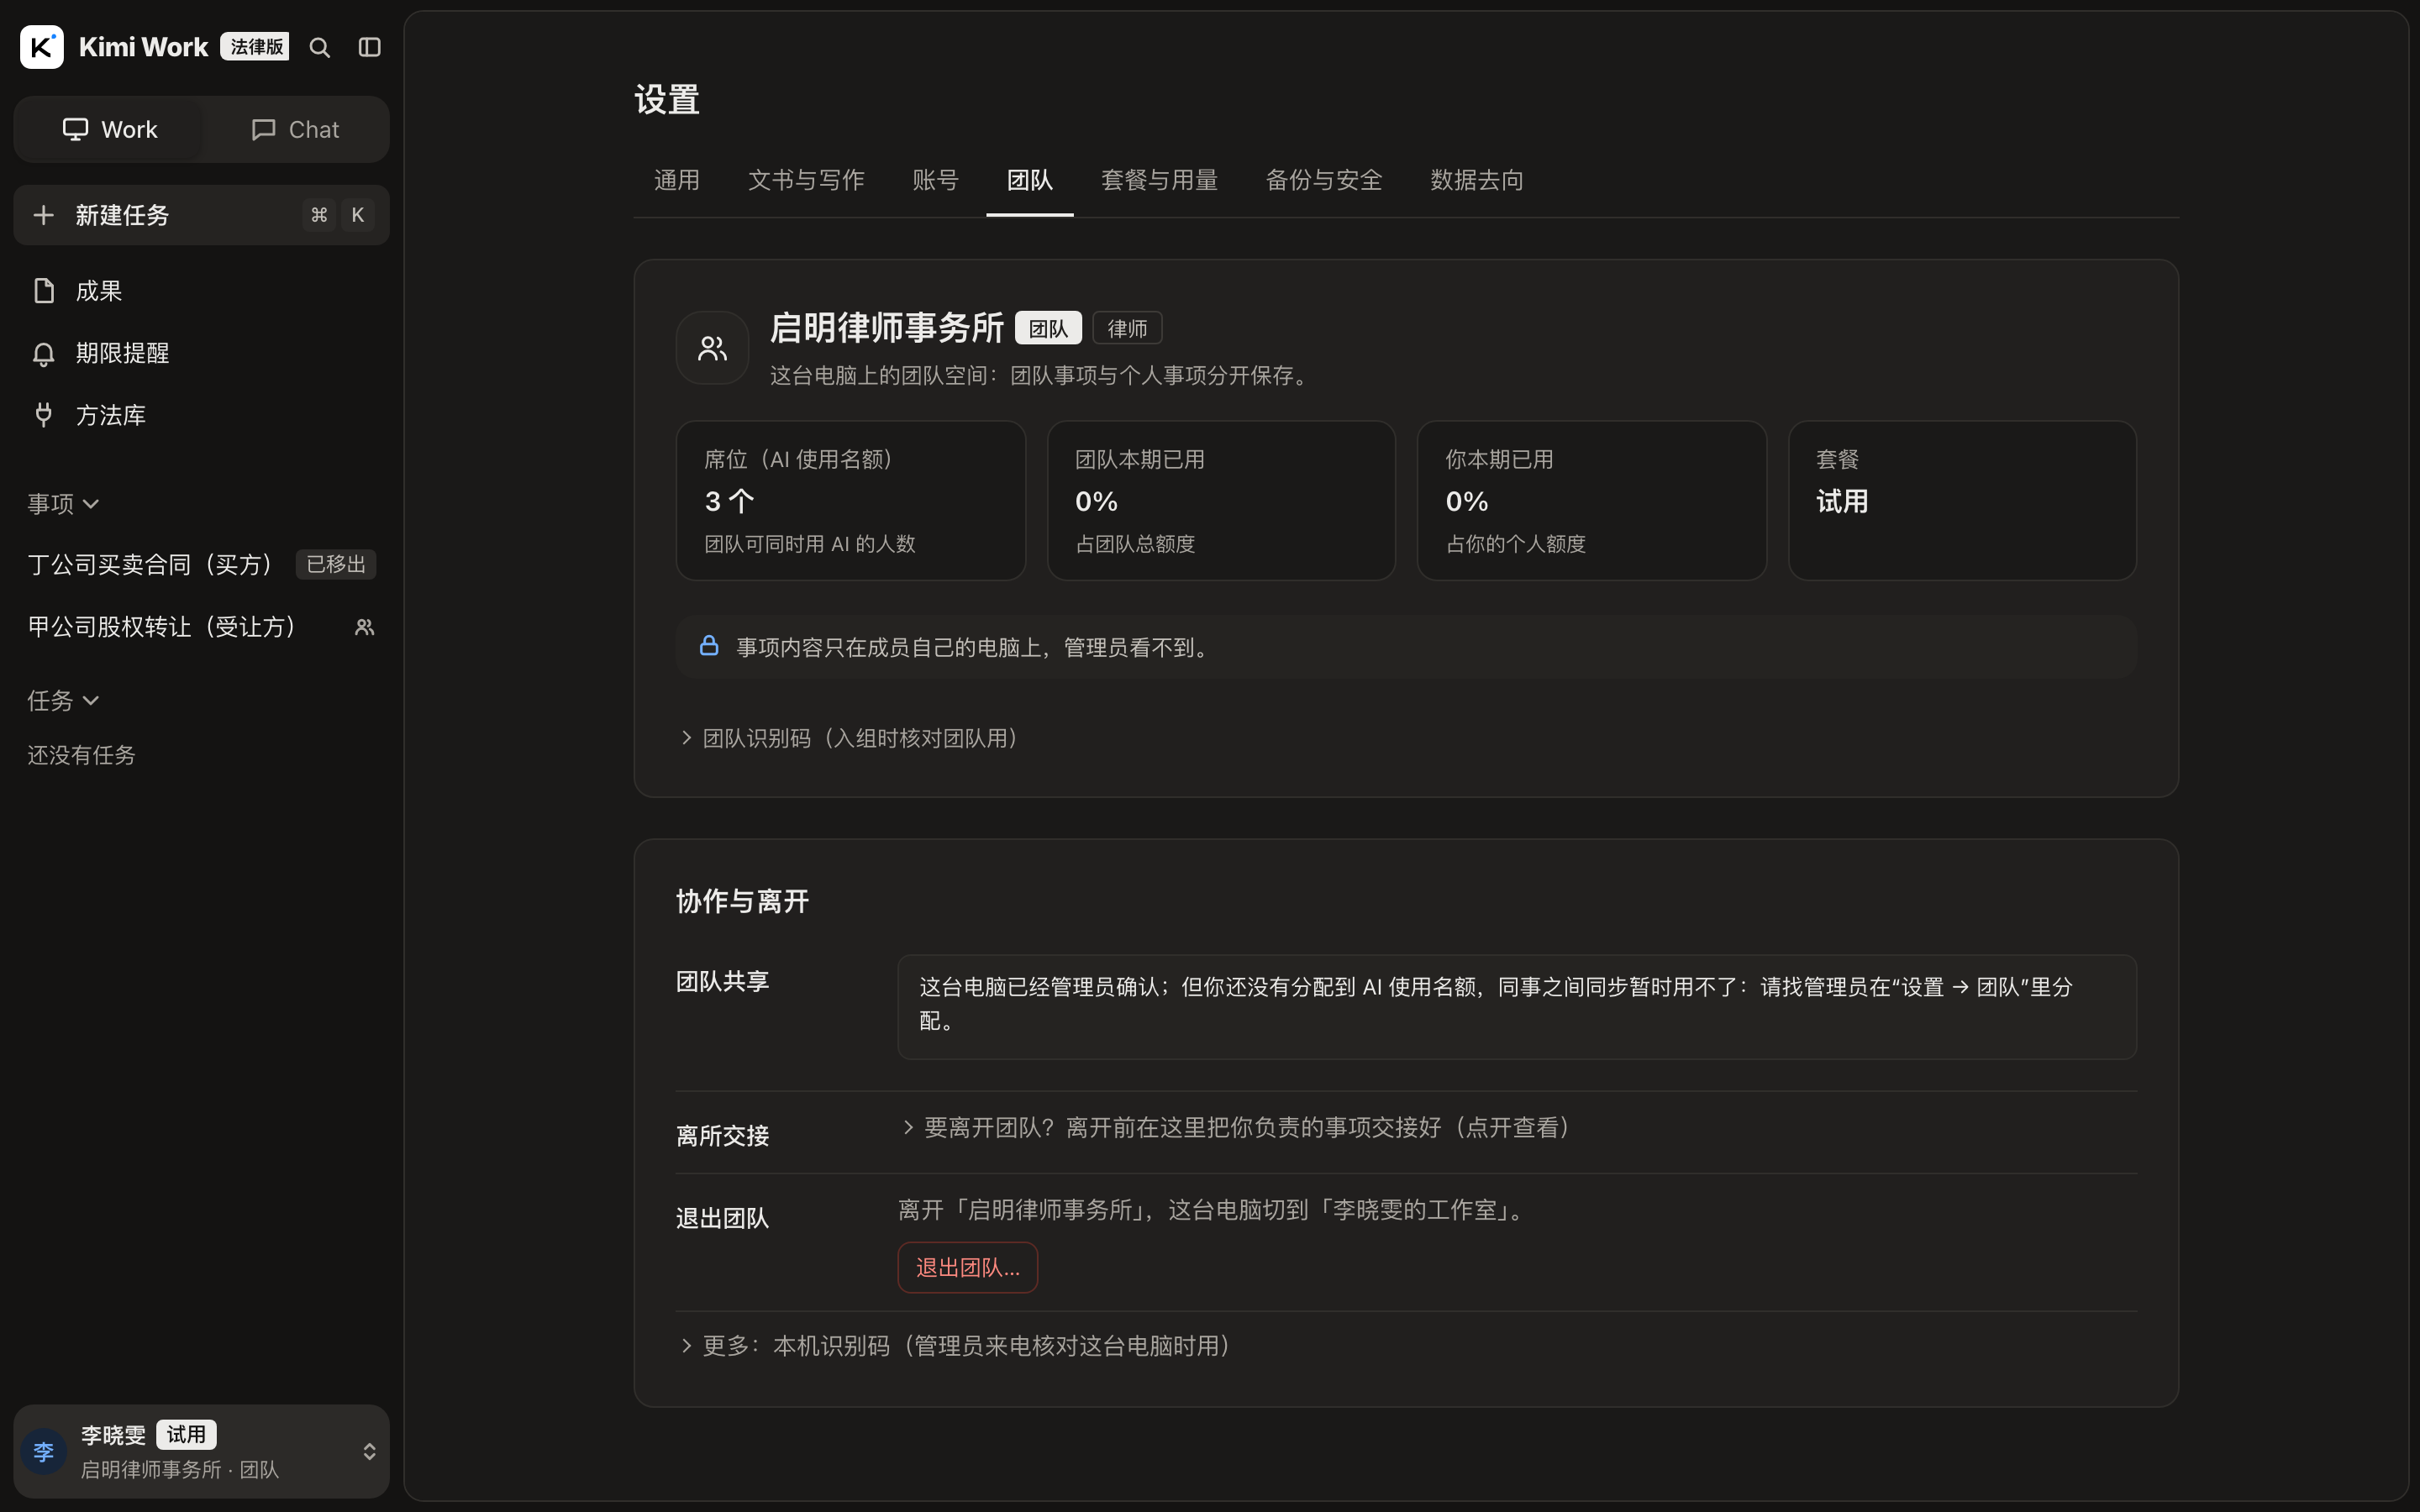 Kimi Work 法律版
Work
Chat
新建任务 ⌘ K
成果
期限提醒
方法库
事项
丁公司买卖合同（买方） 已移出
甲公司股权转让（受让方）
任务
还没有任务
李 李晓雯 试用
启明律师事务所 · 团队
设置
通用 文书与写作 账号 团队 套餐与用量 备份与安全 数据去向
启明律师事务所 团队 律师
这台电脑上的团队空间：团队事项与个人事项分开保存。
席位（AI 使用名额）
3 个
团队可同时用 AI 的人数
团队本期已用
0%
占团队总额度
你本期已用
0%
占你的个人额度
套餐
试用
事项内容只在成员自己的电脑上，管理员看不到。
团队识别码（入组时核对团队用）
协作与离开
团队共享
这台电脑已经管理员确认；但你还没有分配到 AI 使用名额，同事之间同步暂时用不了：请找管理员在“设置 → 团队”里分
配。
离所交接
要离开团队？离开前在这里把你负责的事项交接好（点开查看）
退出团队
离开「启明律师事务所」，这台电脑切到「李晓雯的工作室」。
退出团队...
更多：本机识别码（管理员来电核对这台电脑时用）